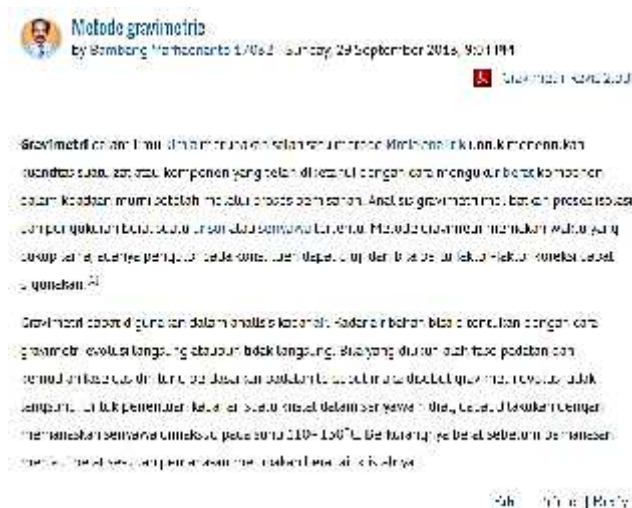 Metode gravimetric
by Bambang - Sunday, 29 September 2013, 9:01 PM
Gravimetri dalam ilmu kimia merupakan salah satu metode kimia analitik untuk menentukan
kuantitas suatu zat atau komponen yang telah diketahui dengan cara mengukur berat komponen
dalam keadaan murni setelah melalui proses pemisahan. Analisis gravimetri melibatkan proses isolasi
dan pengukuran berat suatu unsur atau senyawa tertentu. Metode gravimetri memakan waktu yang
cukup lama, adanya pengotor pada konstituen dapat diuji dan bila perlu faktor-faktor koreksi dapat
digunakan.
Gravimetri dapat digunakan dalam analisis kadar air. Kadar air bahan bisa ditentukan dengan cara
gravimetri evolusi langsung ataupun tidak langsung. Bila yang diukur ialah fase padatan dan
kemudian fase gas dihitung berdasarkan padatan tersebut maka disebut gravimetri evolusi tidak
langsung. Untuk penentuan kadar air suatu kristal dalam senyawa hidrat, dapat dilakukan dengan
memanaskan senyawa dimaksud pada suhu 110–130°C. Berkurangnya berat sebelum pemanasan
menjadi berat sesudah pemanasan merupakan berat air kristalnya
Edit | Reply